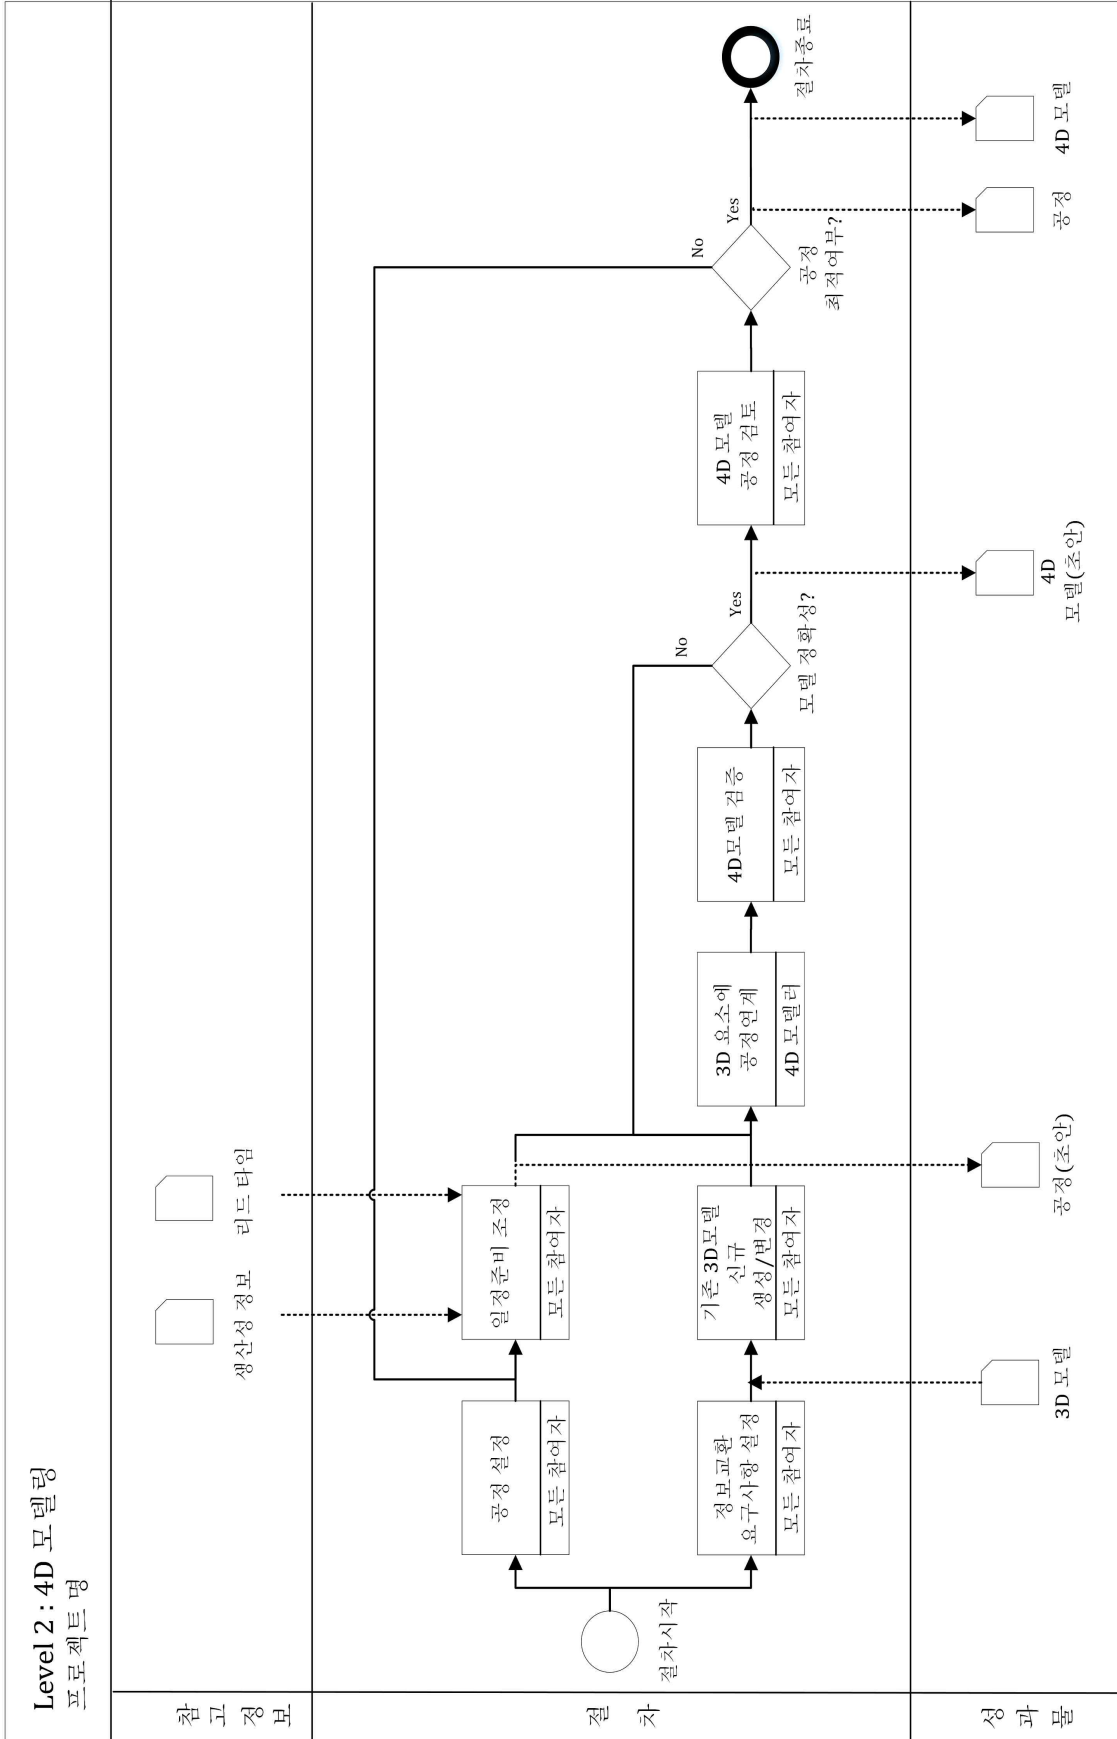 Level 2 : 4D 모델링
프로젝트 명
참고 정보
생산성 정보
리드 타임
절차
절차시작
공정 설정
모든 참여자
일정준비 조정
모든 참여자
정보교환
요구사항 설정
모든 참여자
기존 3D모델
신규
생성/변경
모든 참여자
3D 요소에
공정연계
4D 모델러
4D모델 검증
모든 참여자
모델 정확성?
No
Yes
4D 모델
공정 검토
모든 참여자
공정
최적여부?
No
Yes
절차종료
성과물
3D 모델
공정(초안)
4D
모델(초안)
공정
4D 모델